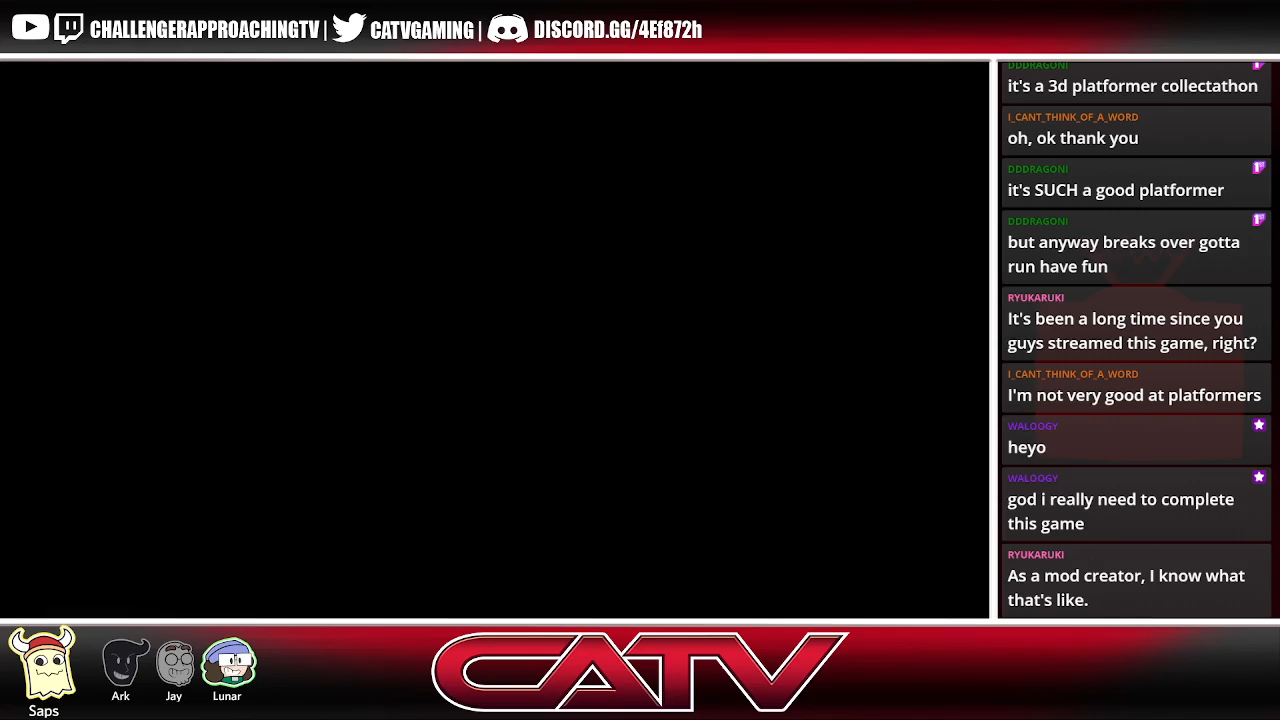 CHALLENGERAPPROACHINGTV | CATVGAMING | DISCORD.GG/4Ef872h
DDDRAGONI
it's a 3d platformer collectathon
I_CANT_THINK_OF_A_WORD
oh, ok thank you
DDDRAGONI
it's SUCH a good platformer
DDDRAGONI
but anyway breaks over gotta
run have fun
RYUKARUKI
It's been a long time since you
guys streamed this game, right?
I_CANT_THINK_OF_A_WORD
I'm not very good at platformers
WALOOGY
heyo
WALOOGY
god i really need to complete
this game
RYUKARUKI
As a mod creator, I know what
that's like.
Saps
Ark
Jay
Lunar
CATV